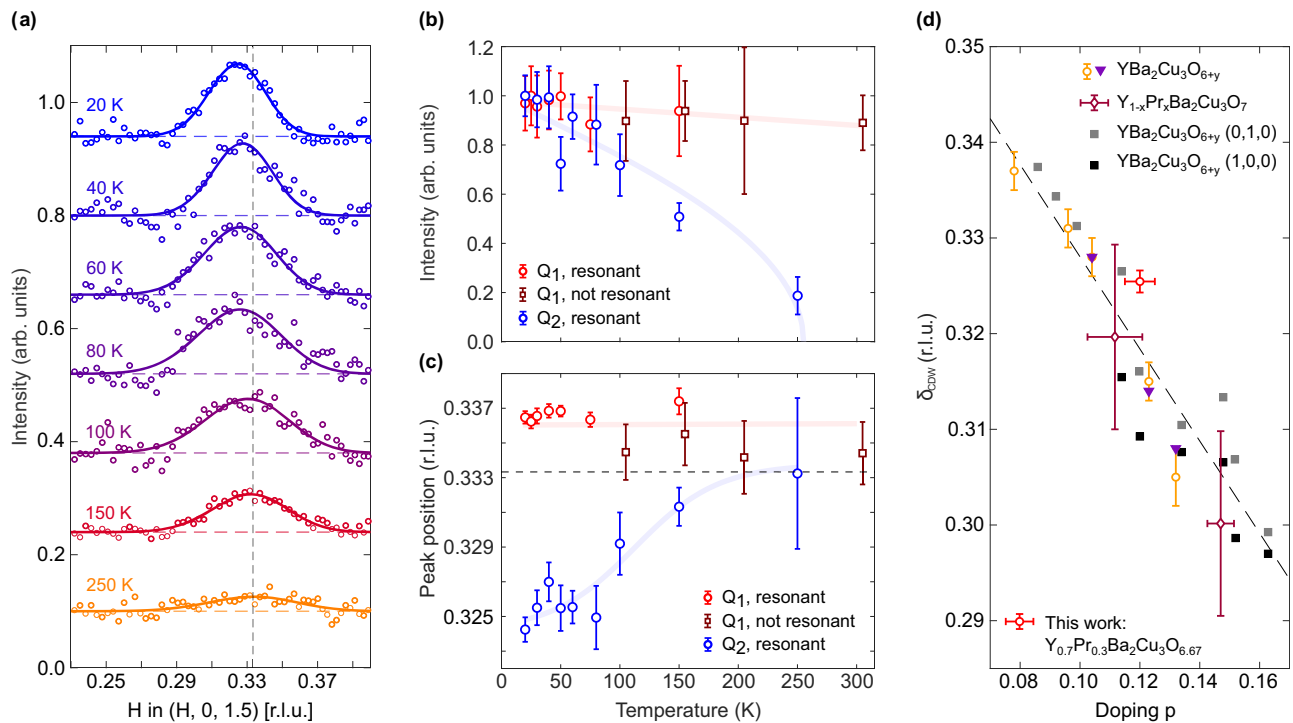 (a)
20 K
40 K
60 K
80 K
100 K
150 K
250 K
1.0
0.8
0.6
0.4
0.2
0.0
Intensity (arb. units)
0.25
0.29
0.33
0.37
H in (H, 0, 1.5) [r.l.u.]
(b)
1.2
1.0
0.8
0.6
0.4
0.2
0.0
Intensity (arb. units)
Q1, resonant
Q1, not resonant
Q2, resonant
(c)
0.337
0.333
0.329
0.325
Peak position (r.l.u.)
Q1, resonant
Q1, not resonant
Q2, resonant
0
50
100
150
200
250
300
Temperature (K)
(d)
0.35
0.34
0.33
0.32
0.31
0.30
0.29
δCDW (r.l.u.)
YBa2Cu3O6+y
Y1-xPrxBa2Cu3O7
YBa2Cu3O6+y (0,1,0)
YBa2Cu3O6+y (1,0,0)
This work:
Y0.7Pr0.3Ba2Cu3O6.67
0.08
0.10
0.12
0.14
0.16
Doping p